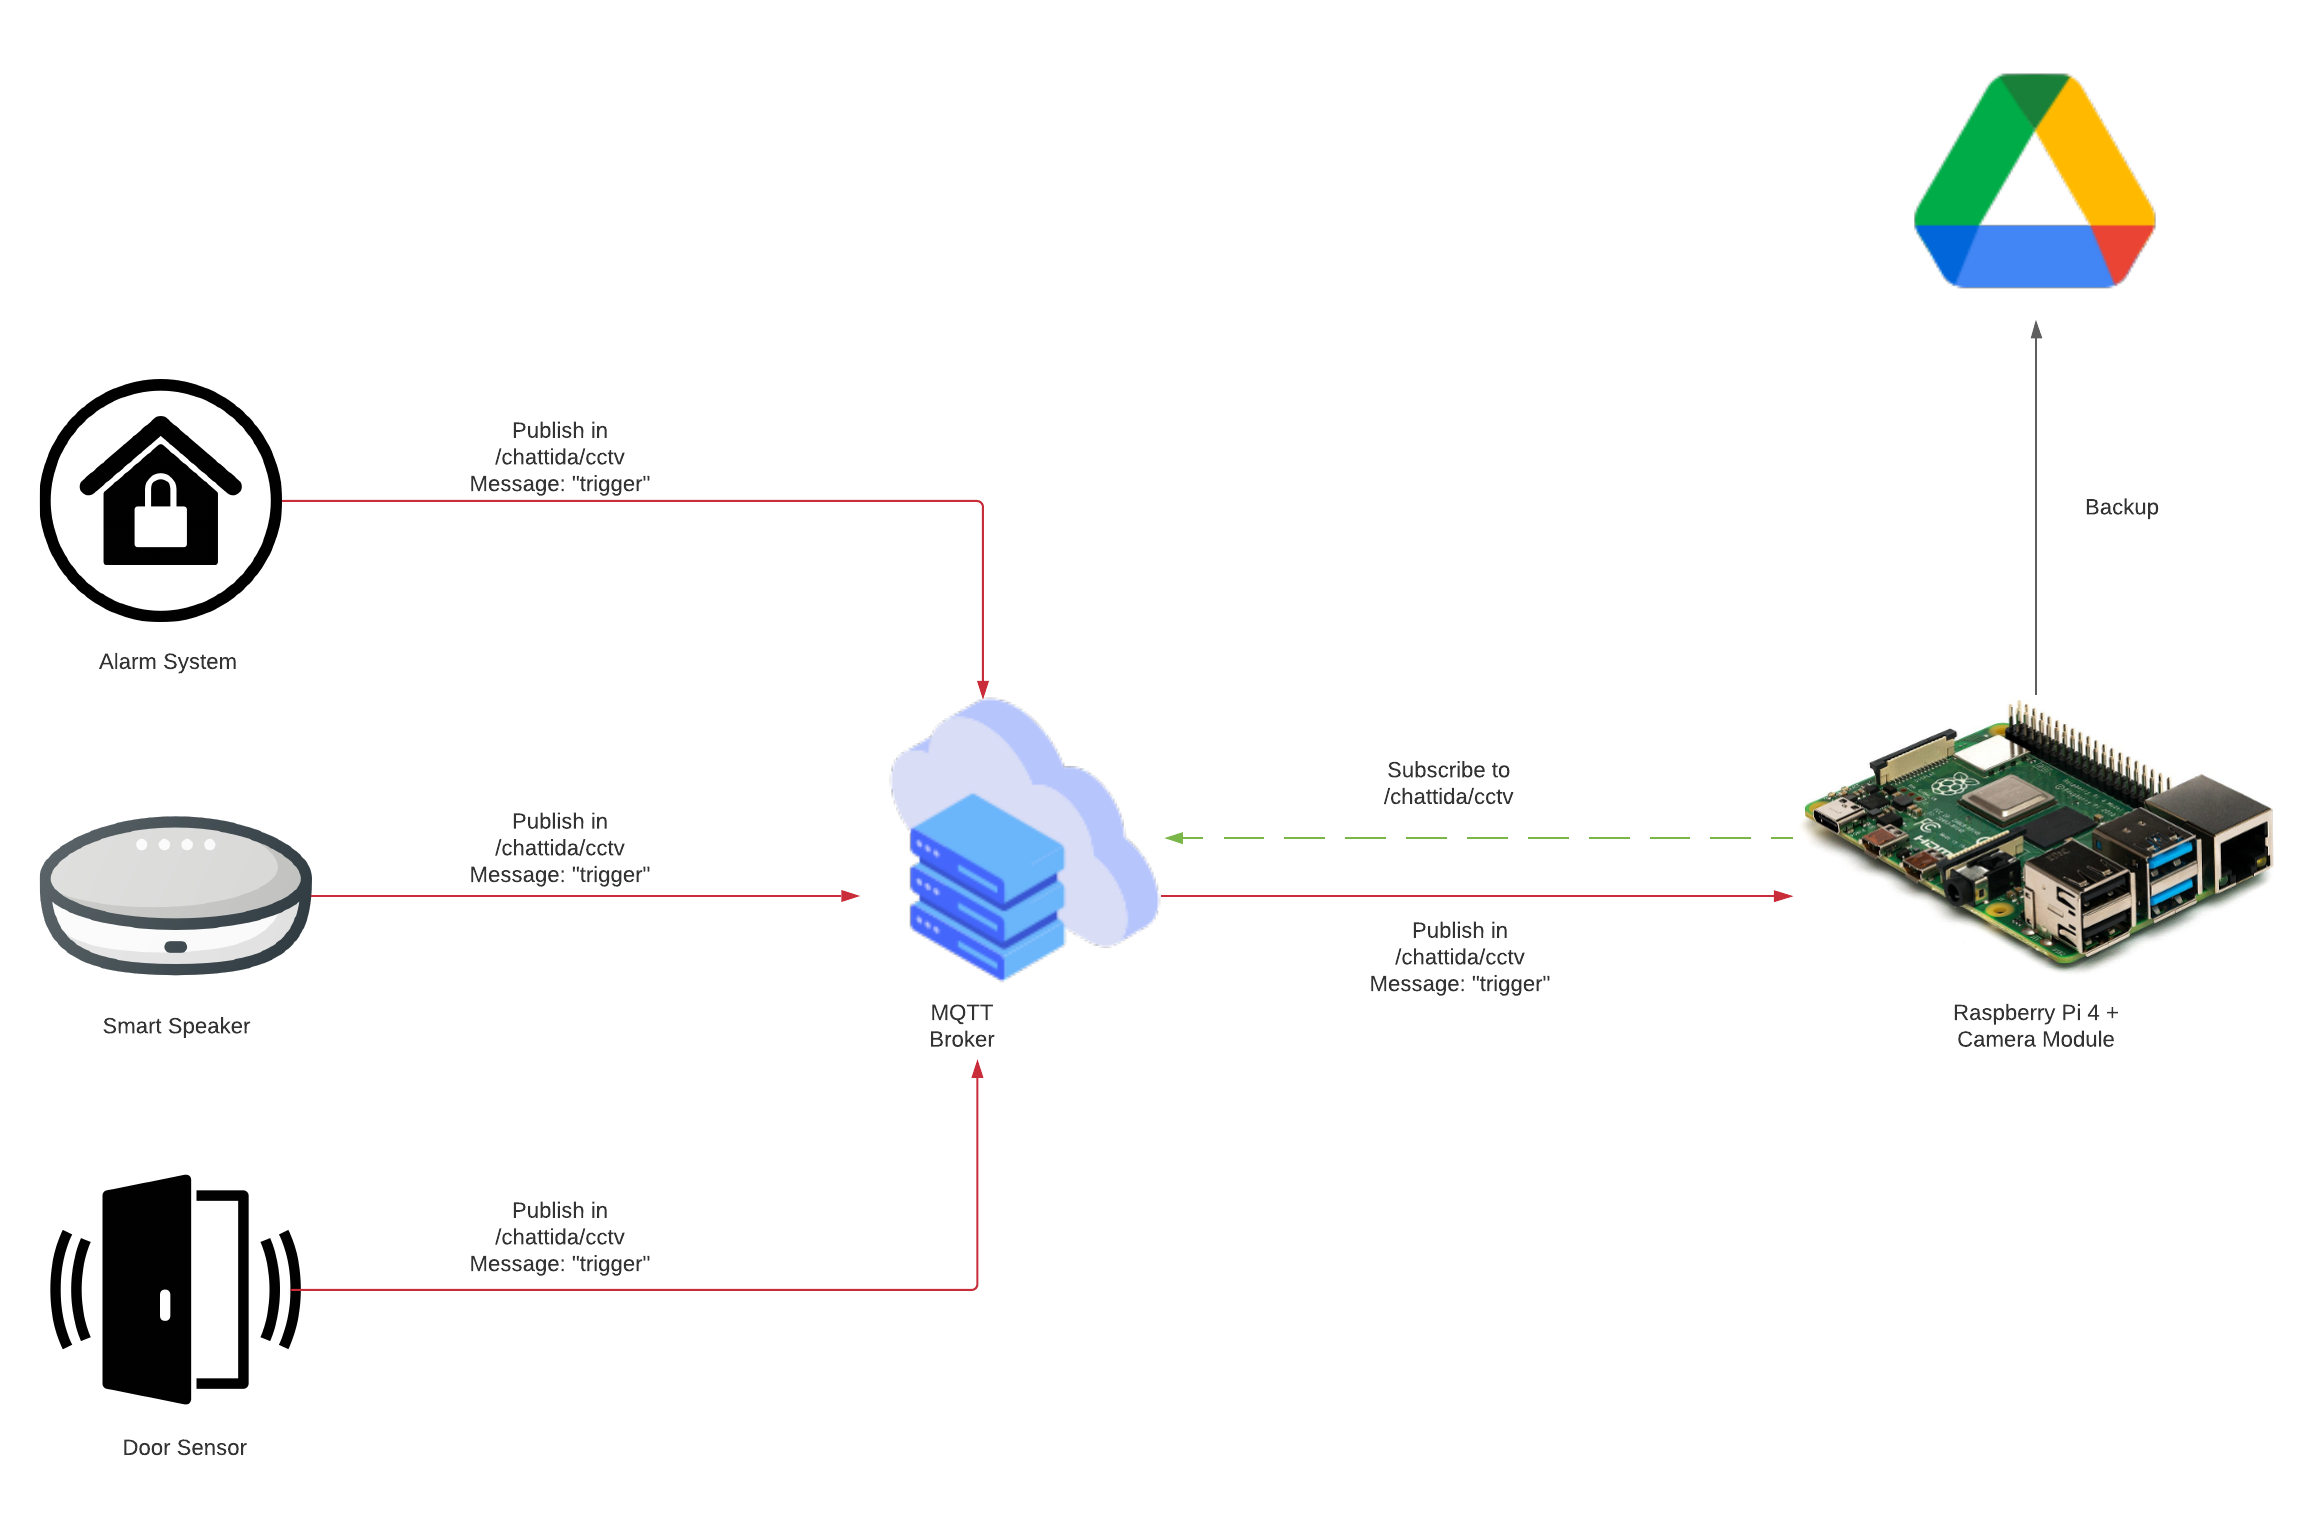 Publish in
/chattida/cctv
Message: "trigger"
Alarm System
Backup
Publish in
/chattida/cctv
Message: "trigger"
Smart Speaker
MQTT
Broker
Subscribe to
/chattida/cctv
Publish in
/chattida/cctv
Message: "trigger"
Raspberry Pi 4 +
Camera Module
Publish in
/chattida/cctv
Message: "trigger"
Door Sensor